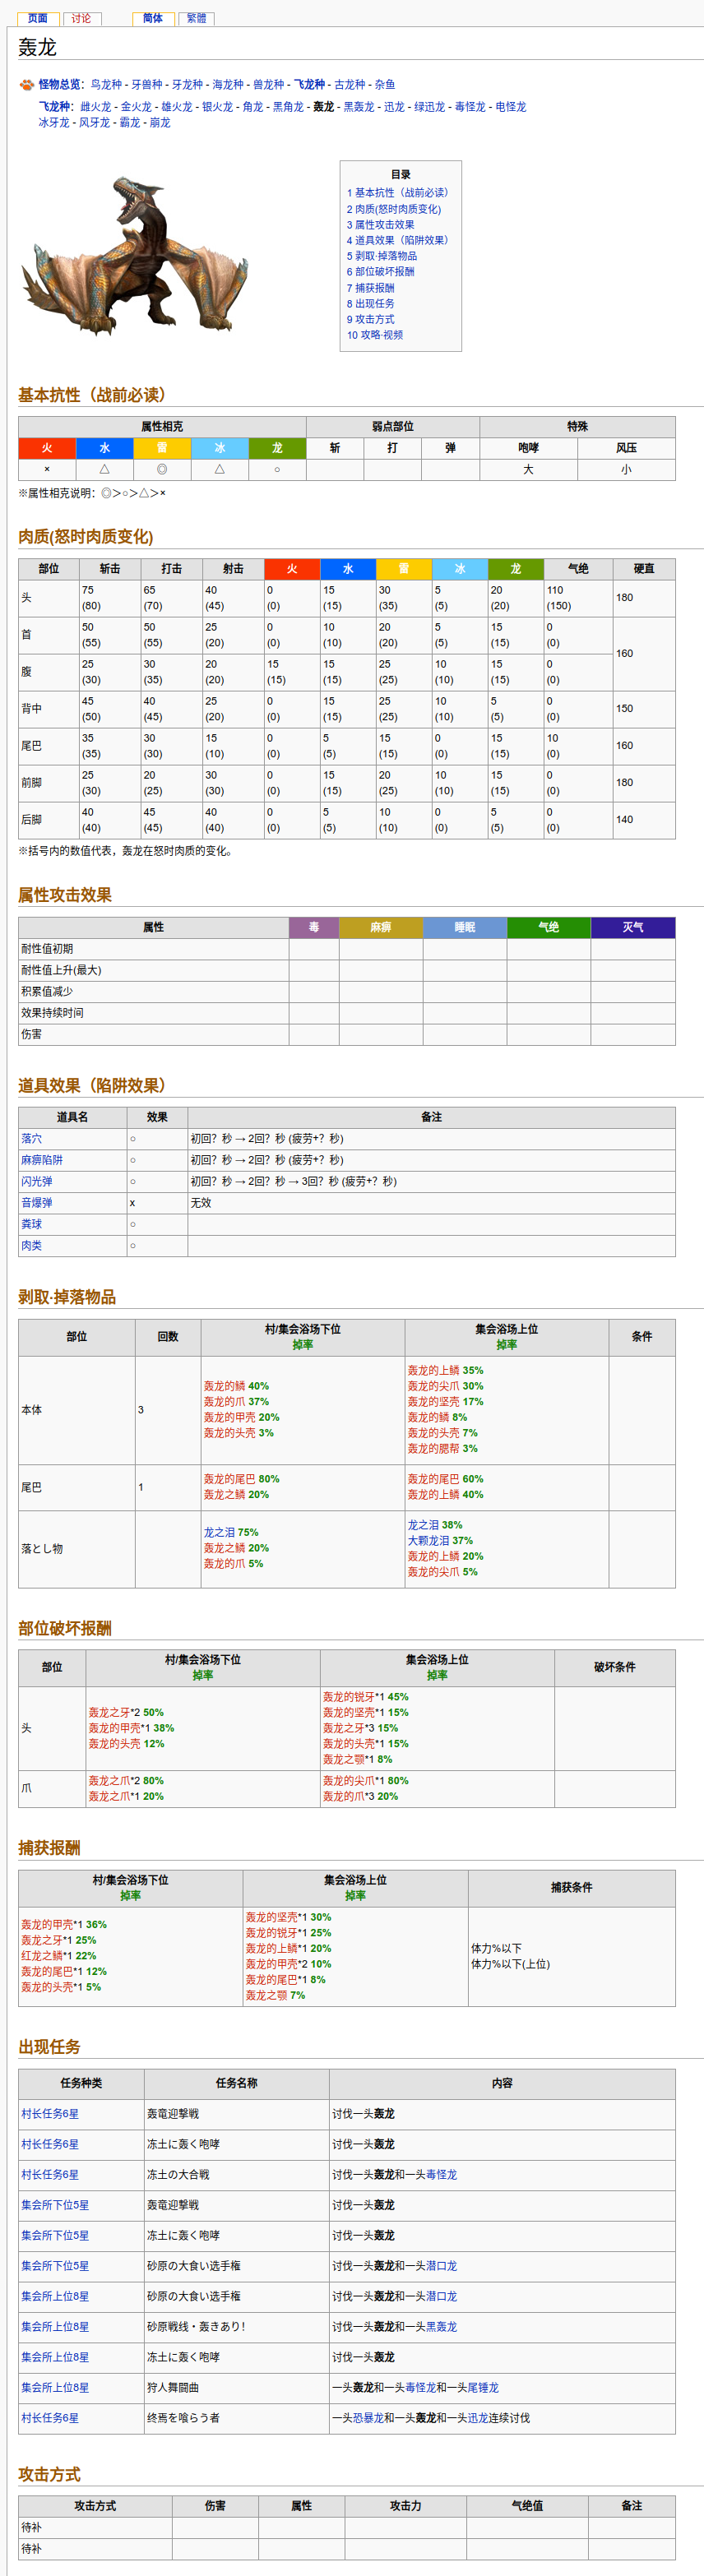 页面 讨论 简体 繁體
轰龙
怪物总览：鸟龙种 - 牙兽种 - 牙龙种 - 海龙种 - 兽龙种 - 飞龙种 - 古龙种 - 杂鱼
飞龙种：雌火龙 - 金火龙 - 雄火龙 - 银火龙 - 角龙 - 黑角龙 - 轰龙 - 黑轰龙 - 迅龙 - 绿迅龙 - 毒怪龙 - 电怪龙
冰牙龙 - 风牙龙 - 霸龙 - 崩龙
目录
1 基本抗性（战前必读）
2 肉质(怒时肉质变化)
3 属性攻击效果
4 道具效果（陷阱效果）
5 剥取·掉落物品
6 部位破坏报酬
7 捕获报酬
8 出现任务
9 攻击方式
10 攻略·视频
基本抗性（战前必读）
属性相克 弱点部位 特殊
火 水 雷 冰 龙 斩 打 弹 咆哮 风压
× △ ◎ △ ○ 大 小
※属性相克说明：◎＞○＞△＞×
肉质(怒时肉质变化)
部位 斩击 打击 射击 火 水 雷 冰 龙 气绝 硬直
头 75 65 40 0 15 30 5 20 110 180
(80) (70) (45) (0) (15) (35) (5) (20) (150)
首 50 50 25 0 10 20 5 15 0 160
(55) (55) (20) (0) (10) (20) (5) (15) (0)
腹 25 30 20 15 15 25 10 15 0
(30) (35) (20) (15) (15) (25) (10) (15) (0)
背中 45 40 25 0 15 25 10 5 0 150
(50) (45) (20) (0) (15) (25) (10) (5) (0)
尾巴 35 30 15 0 5 15 0 15 10 160
(35) (30) (10) (0) (5) (15) (0) (15) (0)
前脚 25 20 30 0 15 20 10 15 0 180
(30) (25) (30) (0) (15) (25) (10) (15) (0)
后脚 40 45 40 0 5 10 0 5 0 140
(40) (45) (40) (0) (5) (10) (0) (5) (0)
※括号内的数值代表，轰龙在怒时肉质的变化。
属性攻击效果
属性 毒 麻痹 睡眠 气绝 灭气
耐性值初期
耐性值上升(最大)
积累值减少
效果持续时间
伤害
道具效果（陷阱效果）
道具名 效果 备注
落穴 ○ 初回？秒 → 2回？秒 (疲劳+？秒)
麻痹陷阱 ○ 初回？秒 → 2回？秒 (疲劳+？秒)
闪光弹 ○ 初回？秒 → 2回？秒 → 3回？秒 (疲劳+？秒)
音爆弹 x 无效
粪球 ○
肉类 ○
剥取·掉落物品
部位 回数 村/集会浴场下位 集会浴场上位 条件
掉率 掉率
本体 3
轰龙的鳞 40%
轰龙的爪 37%
轰龙的甲壳 20%
轰龙的头壳 3%
轰龙的上鳞 35%
轰龙的尖爪 30%
轰龙的坚壳 17%
轰龙的鳞 8%
轰龙的头壳 7%
轰龙的腮帮 3%
尾巴 1
轰龙的尾巴 80%
轰龙之鳞 20%
轰龙的尾巴 60%
轰龙的上鳞 40%
落とし物
龙之泪 75%
轰龙之鳞 20%
轰龙的爪 5%
龙之泪 38%
大颗龙泪 37%
轰龙的上鳞 20%
轰龙的尖爪 5%
部位破坏报酬
部位 村/集会浴场下位 集会浴场上位 破坏条件
掉率 掉率
头
轰龙之牙*2 50%
轰龙的甲壳*1 38%
轰龙的头壳 12%
轰龙的锐牙*1 45%
轰龙的坚壳*1 15%
轰龙之牙*3 15%
轰龙的头壳*1 15%
轰龙之颚*1 8%
爪
轰龙之爪*2 80%
轰龙之爪*1 20%
轰龙的尖爪*1 80%
轰龙的爪*3 20%
捕获报酬
村/集会浴场下位 集会浴场上位 捕获条件
掉率 掉率
轰龙的甲壳*1 36%
轰龙之牙*1 25%
红龙之鳞*1 22%
轰龙的尾巴*1 12%
轰龙的头壳*1 5%
轰龙的坚壳*1 30%
轰龙的锐牙*1 25%
轰龙的上鳞*1 20%
轰龙的甲壳*2 10%
轰龙的尾巴*1 8%
轰龙之颚 7%
体力%以下
体力%以下(上位)
出现任务
任务种类 任务名称 内容
村长任务6星 轰竜迎撃戦 讨伐一头轰龙
村长任务6星 冻土に轰く咆哮 讨伐一头轰龙
村长任务6星 冻土の大合戦 讨伐一头轰龙和一头毒怪龙
集会所下位5星 轰竜迎撃戦 讨伐一头轰龙
集会所下位5星 冻土に轰く咆哮 讨伐一头轰龙
集会所下位5星 砂原の大食い选手権 讨伐一头轰龙和一头潜口龙
集会所上位8星 砂原の大食い选手権 讨伐一头轰龙和一头潜口龙
集会所上位8星 砂原戦线・轰きあり！ 讨伐一头轰龙和一头黑轰龙
集会所上位8星 冻土に轰く咆哮 讨伐一头轰龙
集会所上位8星 狩人舞闘曲 一头轰龙和一头毒怪龙和一头尾锤龙
村长任务6星 终焉を喰らう者 一头恐暴龙和一头轰龙和一头迅龙连续讨伐
攻击方式
攻击方式 伤害 属性 攻击力 气绝值 备注
待补
待补